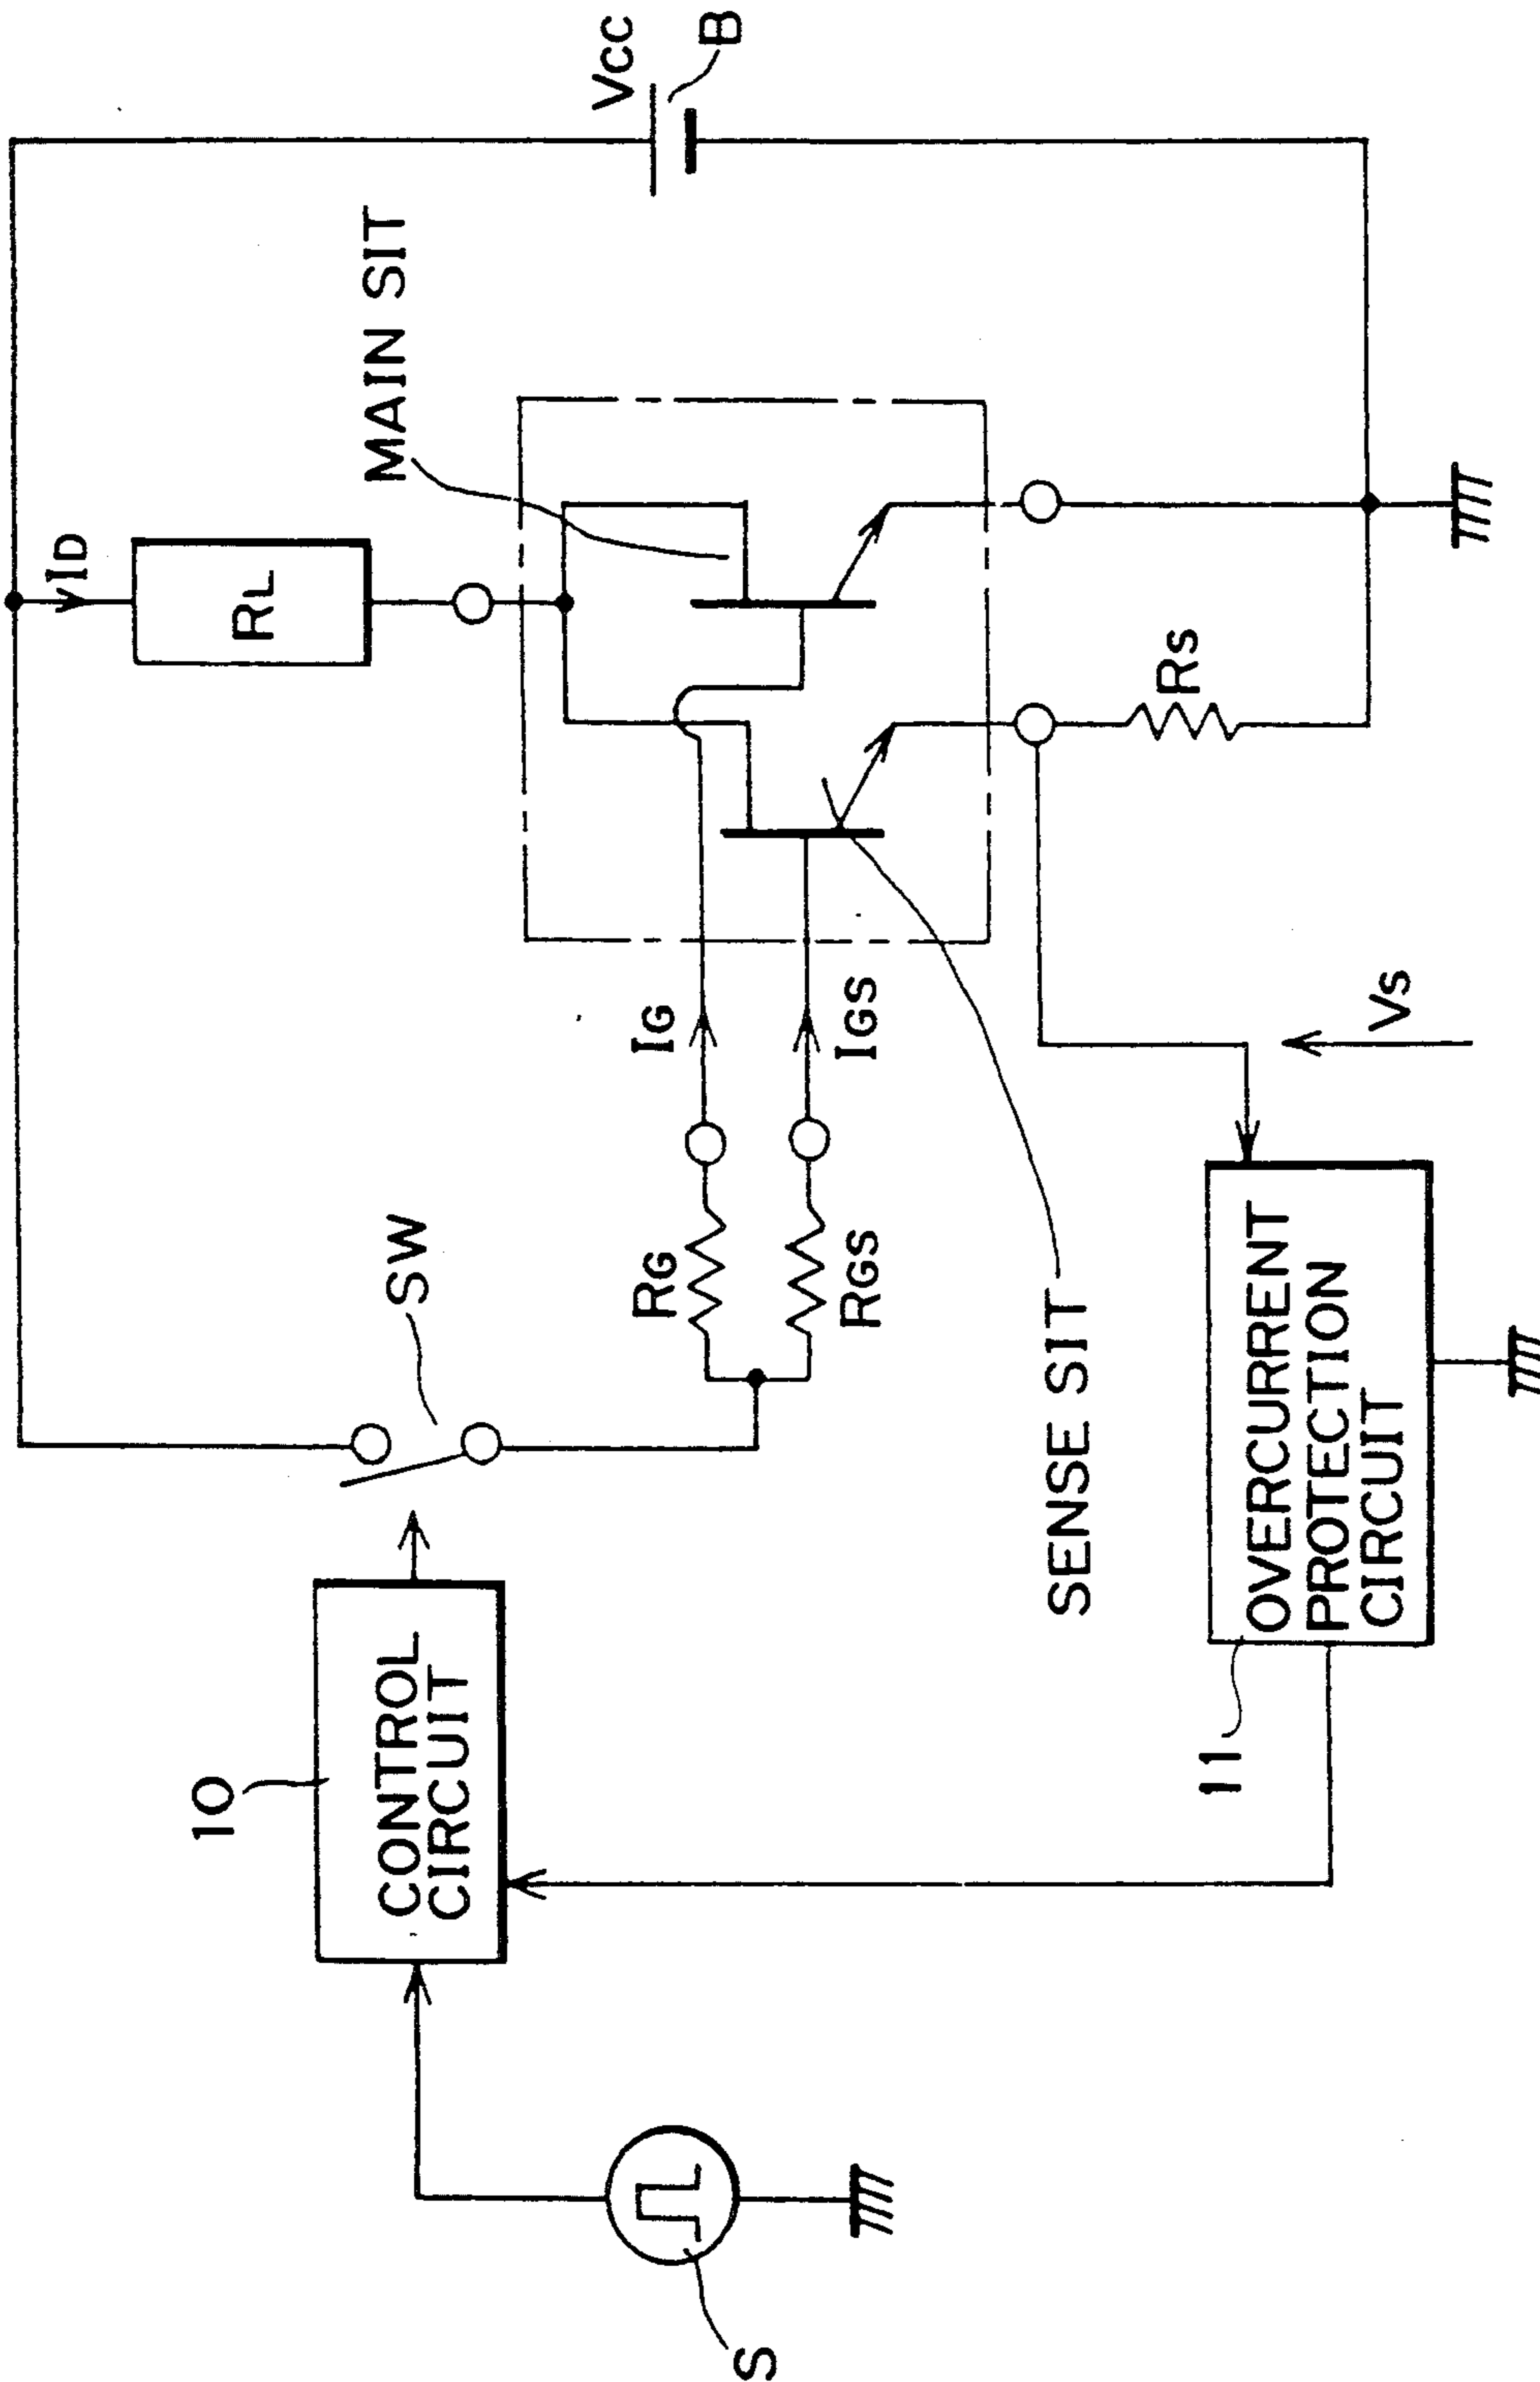 S
10
CONTROL
CIRCUIT
SW
RG
IG
RGS
IGS
ID
RL
MAIN SIT
VCC
B
SENSE SIT
RS
VS
11
OVERCURRENT
PROTECTION
CIRCUIT